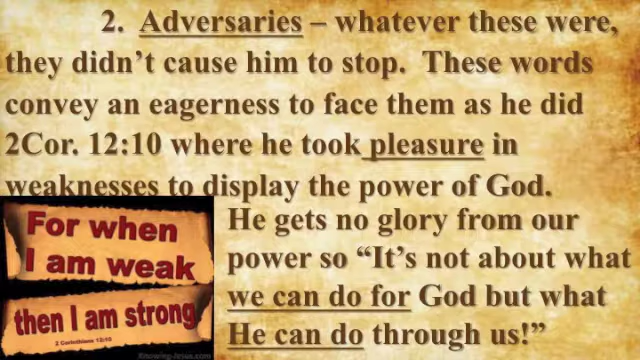 2. Adversaries – whatever these were,
they didn't cause him to stop. These words
convey an eagerness to face them as he did
2Cor. 12:10 where he took pleasure in
weaknesses to display the power of God.
He gets no glory from our
power so “It's not about what
we can do for God but what
He can do through us!”
For when
I am weak
then I am strong
2 Corinthians 12:10
Knowing-Jesus.com